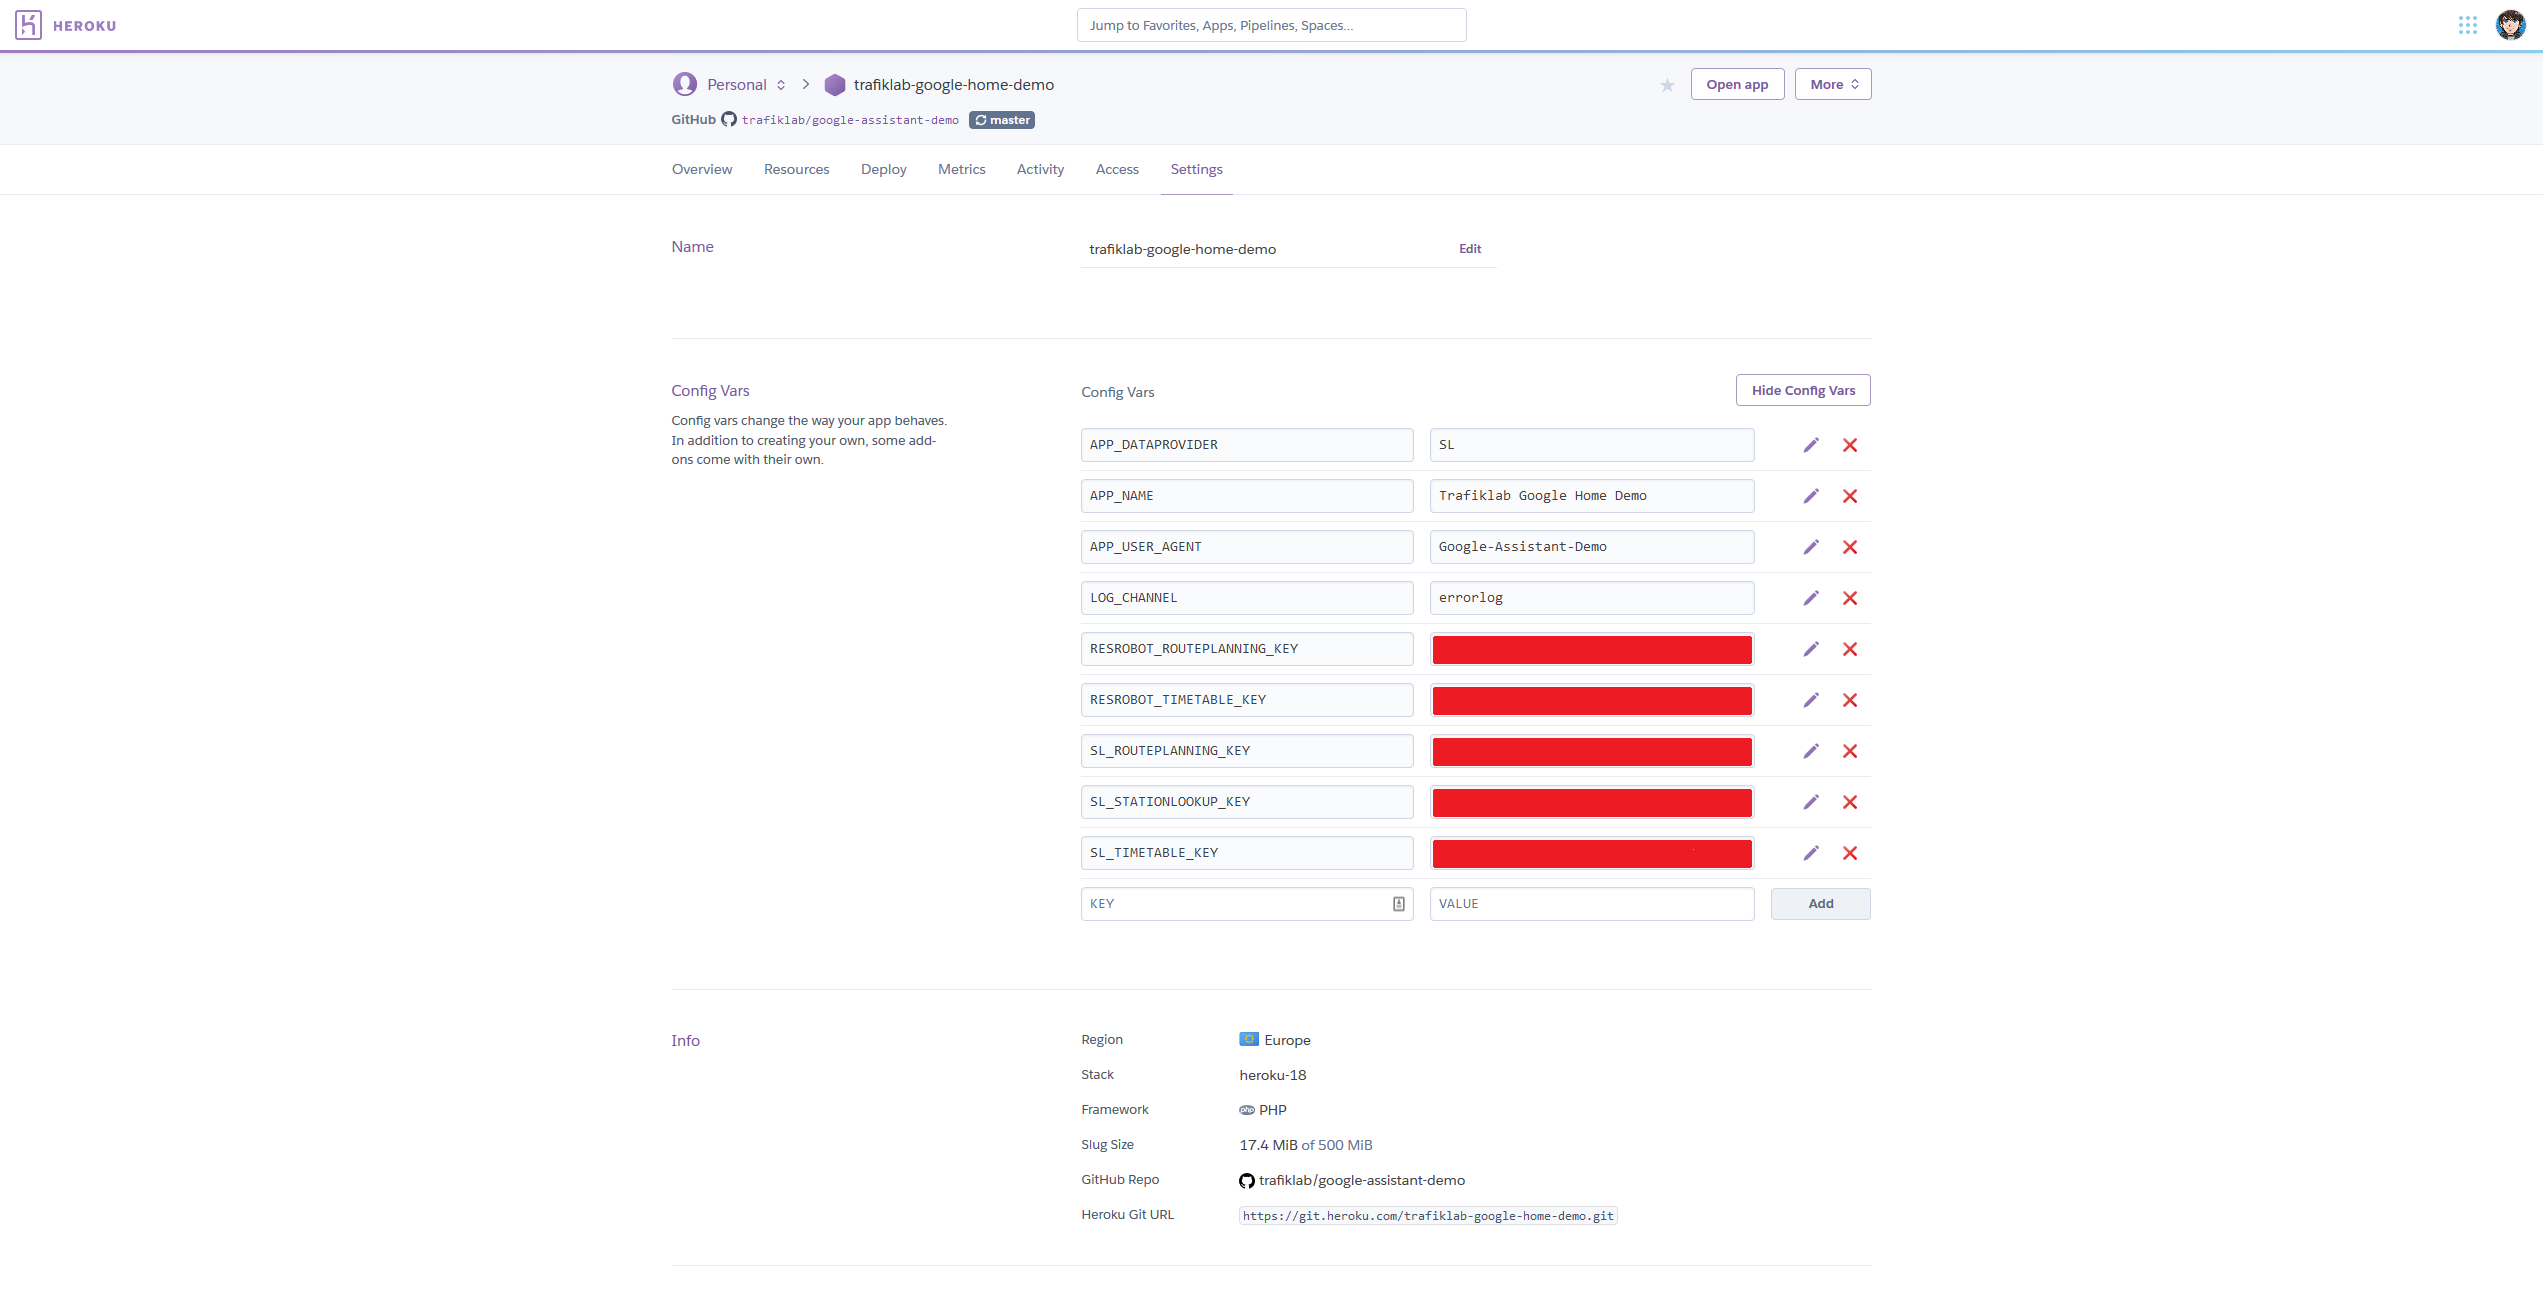 HEROKU
Jump to Favorites, Apps, Pipelines, Spaces...
Personal
trafiklab-google-home-demo
Open app
More
GitHub trafiklab/google-assistant-demo master
Overview Resources Deploy Metrics Activity Access Settings
Name
trafiklab-google-home-demo Edit
Config Vars
Config vars change the way your app behaves.
In addition to creating your own, some add-
ons come with their own.
Config Vars
Hide Config Vars
APP_DATAPROVIDER SL
APP_NAME Trafiklab Google Home Demo
APP_USER_AGENT Google-Assistant-Demo
LOG_CHANNEL errorlog
RESROBOT_ROUTEPLANNING_KEY
RESROBOT_TIMETABLE_KEY
SL_ROUTEPLANNING_KEY
SL_STATIONLOOKUP_KEY
SL_TIMETABLE_KEY
KEY VALUE Add
Info
Region Europe
Stack heroku-18
Framework php PHP
Slug Size 17.4 MiB of 500 MiB
GitHub Repo trafiklab/google-assistant-demo
Heroku Git URL https://git.heroku.com/trafiklab-google-home-demo.git